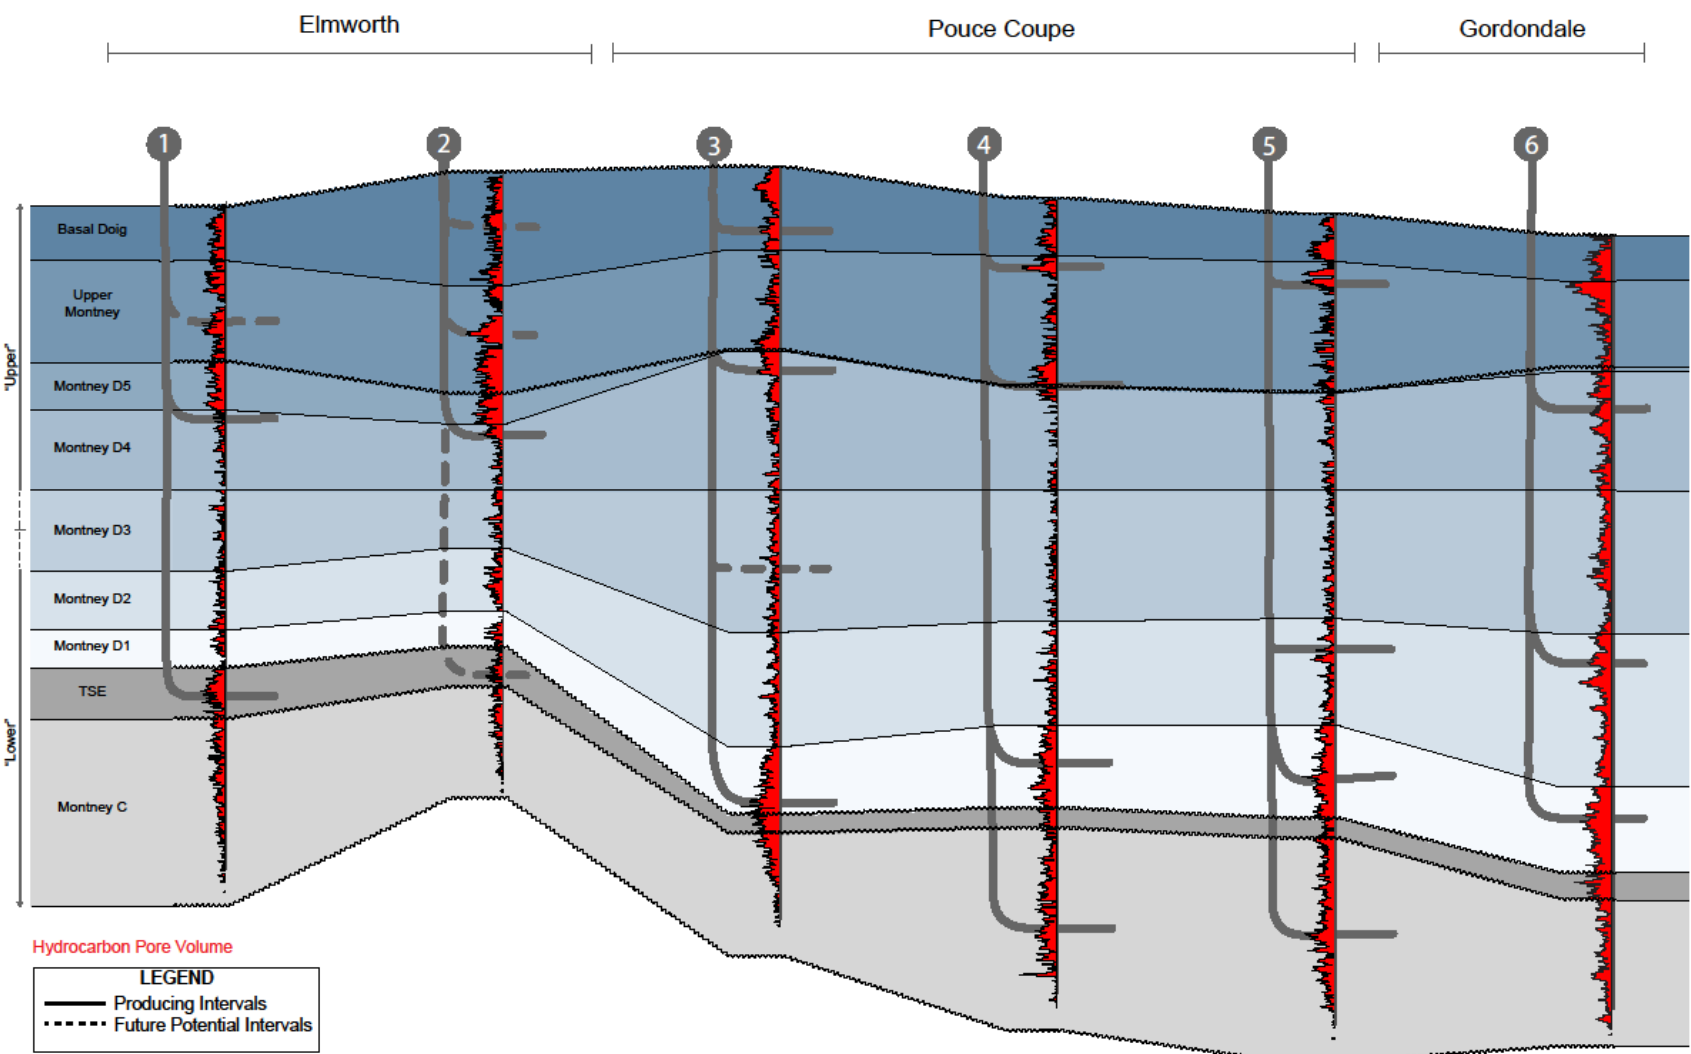 Elmworth
Pouce Coupe
Gordondale
1
2
3
4
5
6
"Upper"
"Lower"
Basal Doig
Upper
Montney
Montney D5
Montney D4
Montney D3
Montney D2
Montney D1
TSE
Montney C
Hydrocarbon Pore Volume
LEGEND
Producing Intervals
Future Potential Intervals